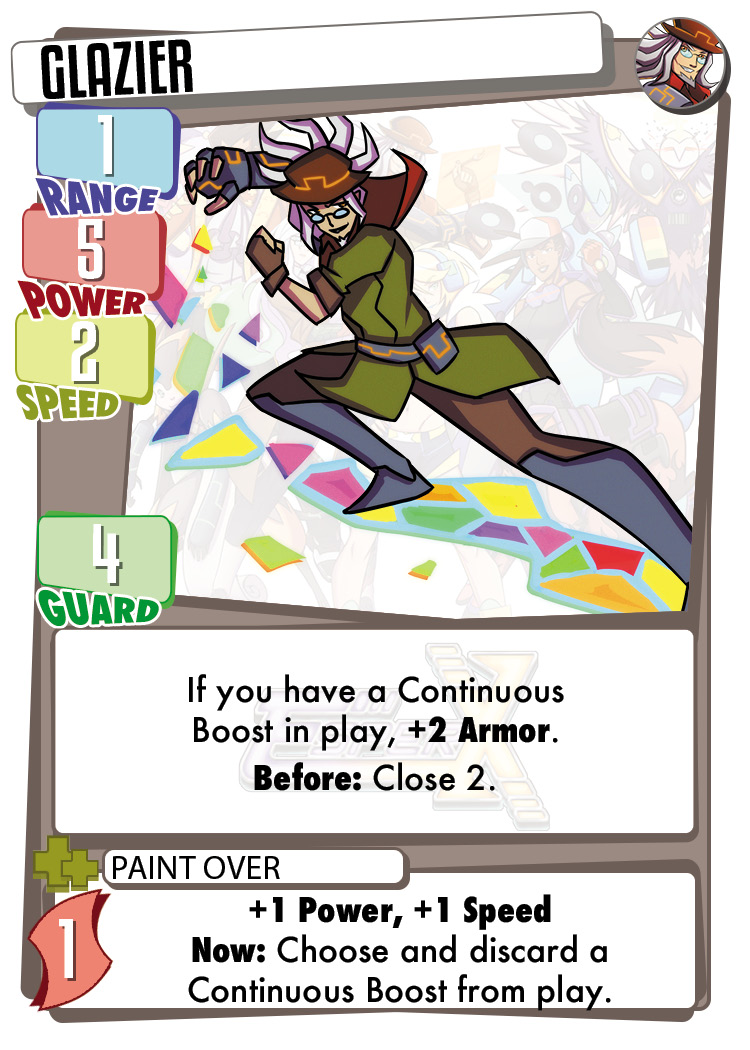 GLAZIER
1
RANGE
5
POWER
2
SPEED
4
GUARD
If you have a Continuous
Boost in play, +2 Armor.
Before: Close 2.
PAINT OVER
1
+1 Power, +1 Speed
Now: Choose and discard a
Continuous Boost from play.